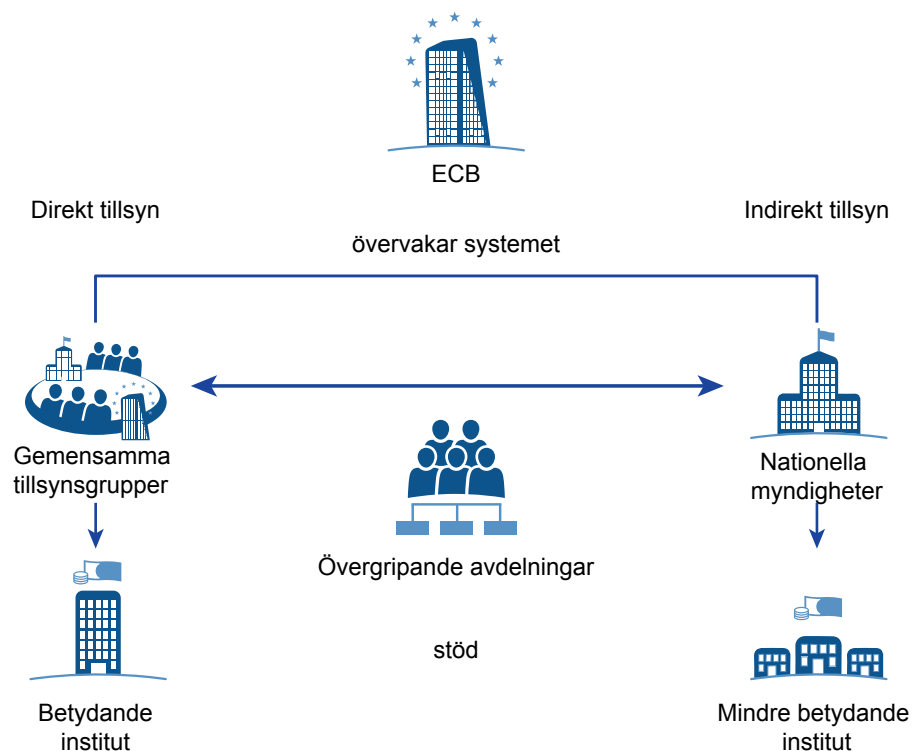 ECB
Direkt tillsyn
Indirekt tillsyn
övervakar systemet
Gemensamma
tillsynsgrupper
Nationella
myndigheter
Övergripande avdelningar
stöd
Betydande
institut
Mindre betydande
institut